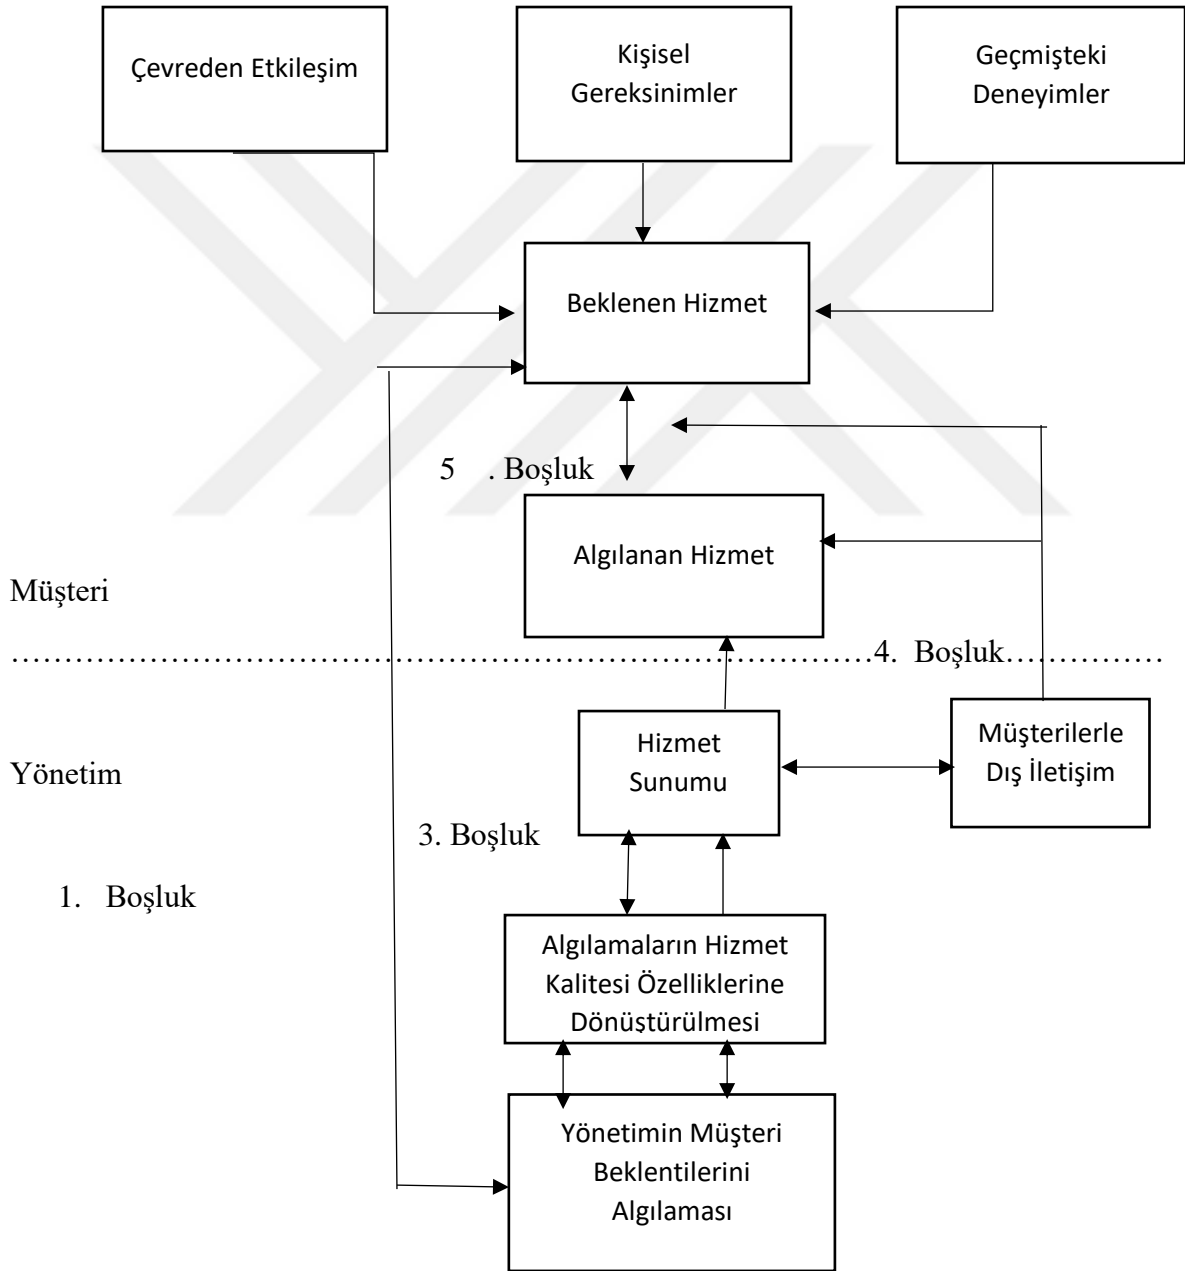 Çevreden Etkileşim
Kişisel
Gereksinimler
Geçmişteki
Deneyimler
Beklenen Hizmet
5 . Boşluk
Algılanan Hizmet
Müşteri
……………………………………………………………………………4. Boşluk……………
Hizmet
Sunumu
Müşterilerle
Dış İletişim
Yönetim
3. Boşluk
1. Boşluk
Algılamaların Hizmet
Kalitesi Özelliklerine
Dönüştürülmesi
Yönetimin Müşteri
Beklentilerini
Algılaması